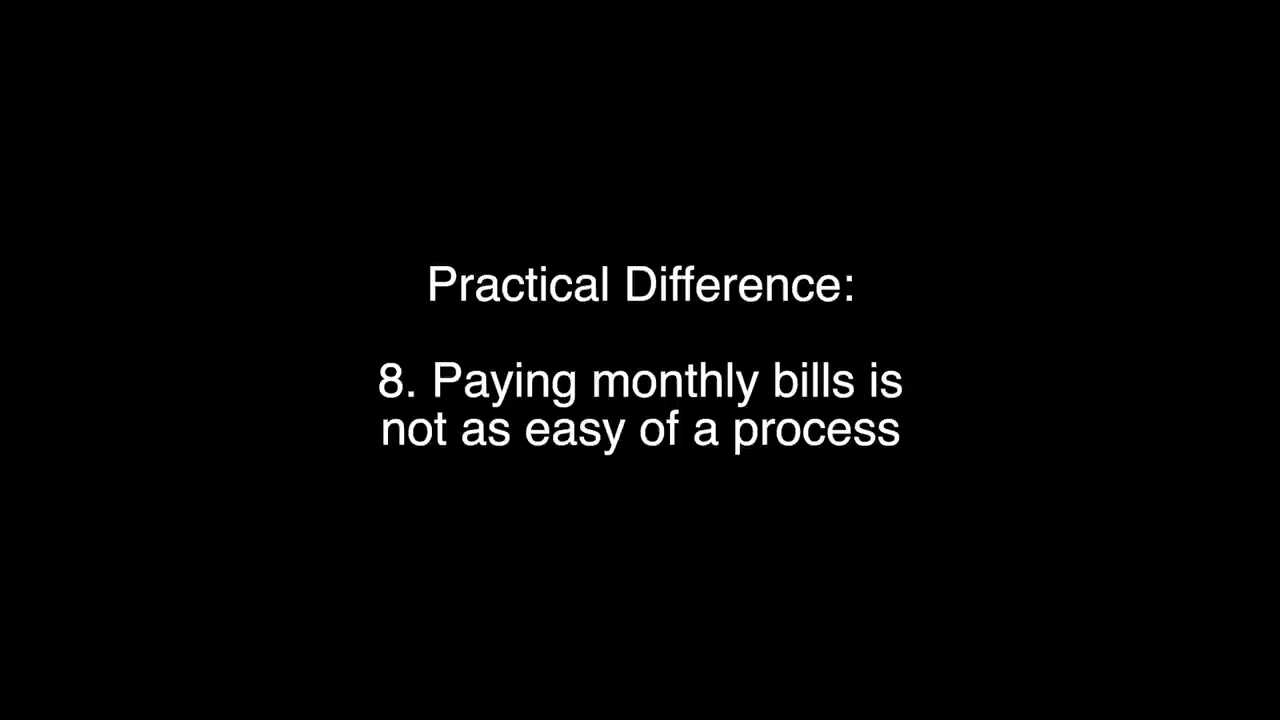 Practical Difference:
8. Paying monthly bills is
not as easy of a process